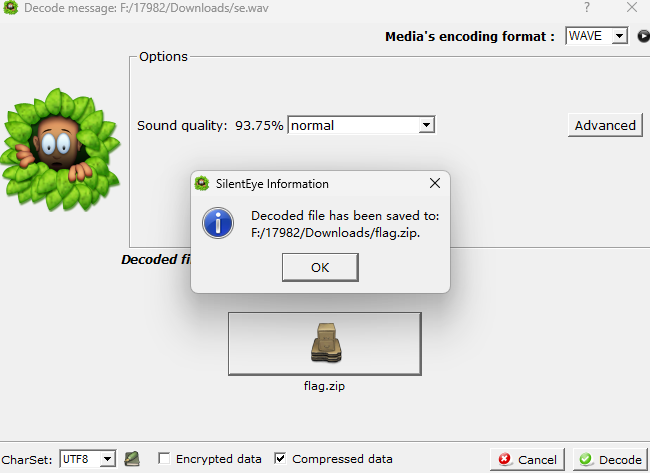 Decode message: F:/17982/Downloads/se.wav
Media's encoding format : WAVE
Options
Sound quality: 93.75% normal
Advanced
SilentEye Information
Decoded file has been saved to:
F:/17982/Downloads/flag.zip.
OK
Decoded fi
flag.zip
CharSet: UTF8 Encrypted data Compressed data Cancel Decode